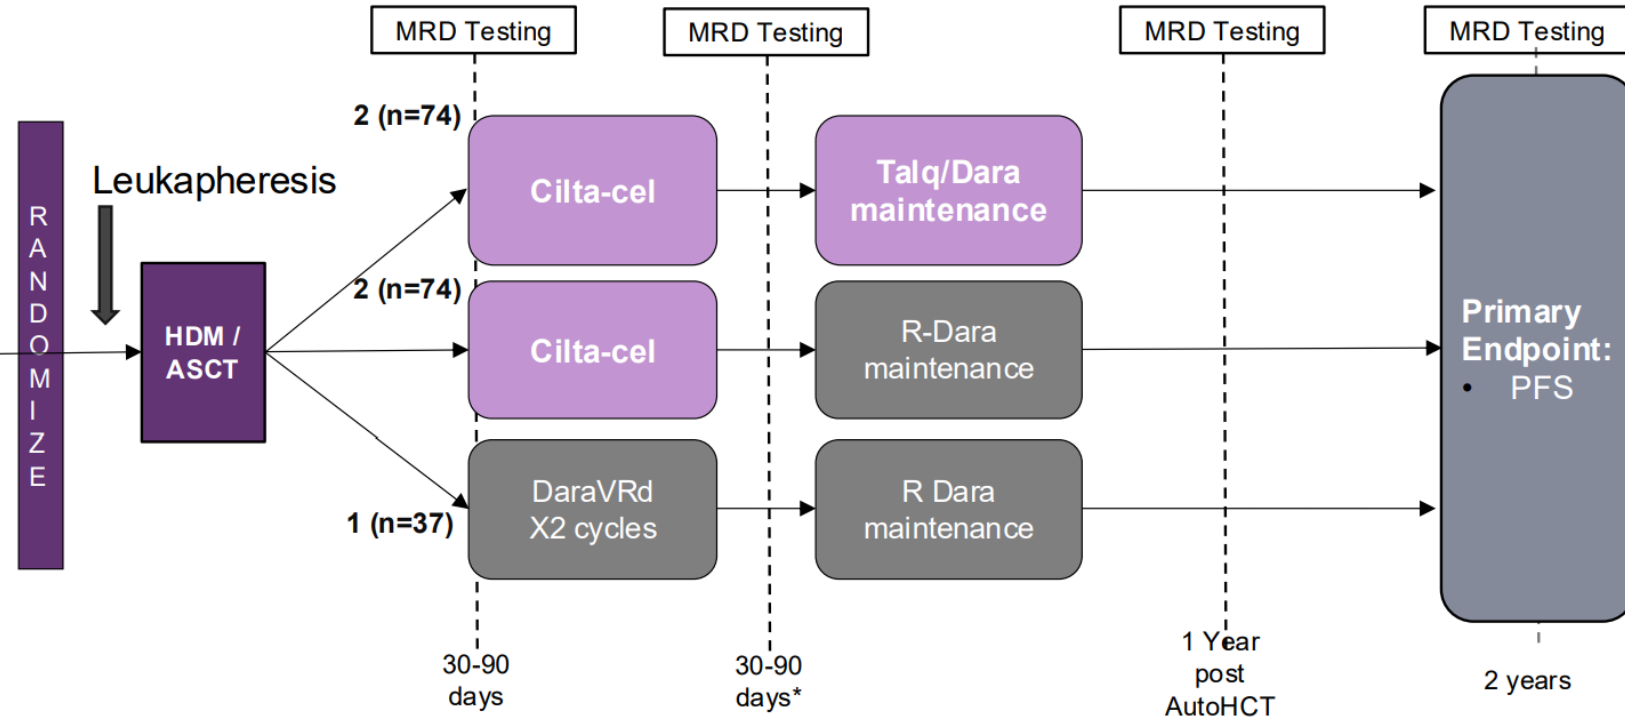 MRD Testing
MRD Testing
MRD Testing
MRD Testing
RANDOMIZE
Leukapheresis
HDM /
ASCT
2 (n=74)
Cilta-cel
Talq/Dara
maintenance
2 (n=74)
Cilta-cel
R-Dara
maintenance
1 (n=37)
DaraVRd
X2 cycles
R Dara
maintenance
Primary
Endpoint:
• PFS
30-90
days
30-90
days*
1 Year
post
AutoHCT
2 years